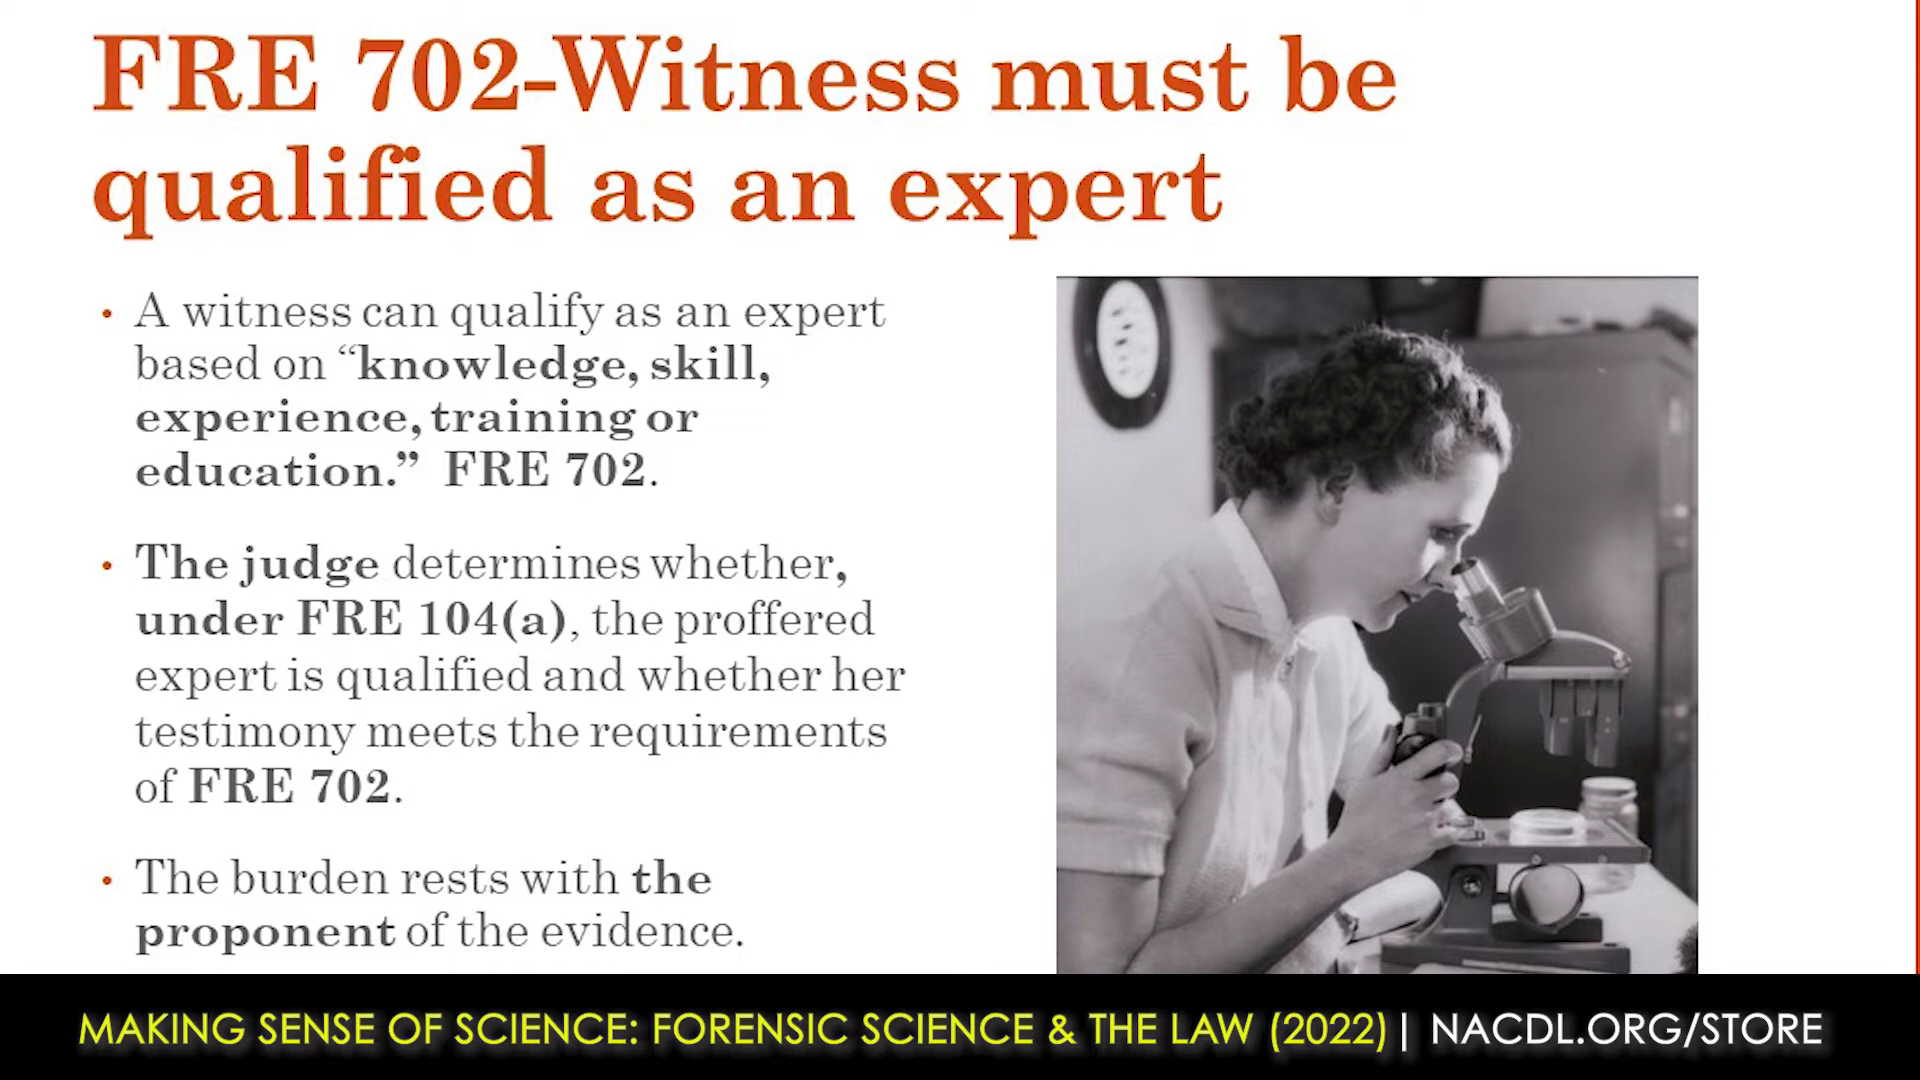 FRE 702-Witness must be
qualified as an expert
• A witness can qualify as an expert
based on “knowledge, skill,
experience, training or
education.” FRE 702.
• The judge determines whether,
under FRE 104(a), the proffered
expert is qualified and whether her
testimony meets the requirements
of FRE 702.
• The burden rests with the
proponent of the evidence.
MAKING SENSE OF SCIENCE: FORENSIC SCIENCE & THE LAW (2022) | NACDL.ORG/STORE